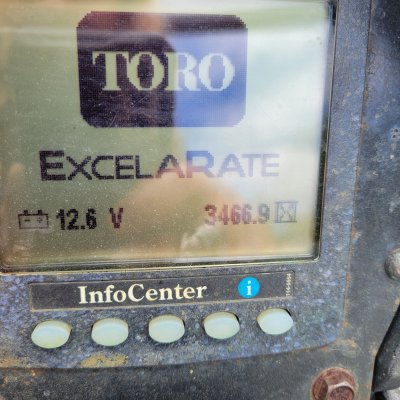 TORO
EXCELARATE
12.6 V 3466.9
InfoCenter i